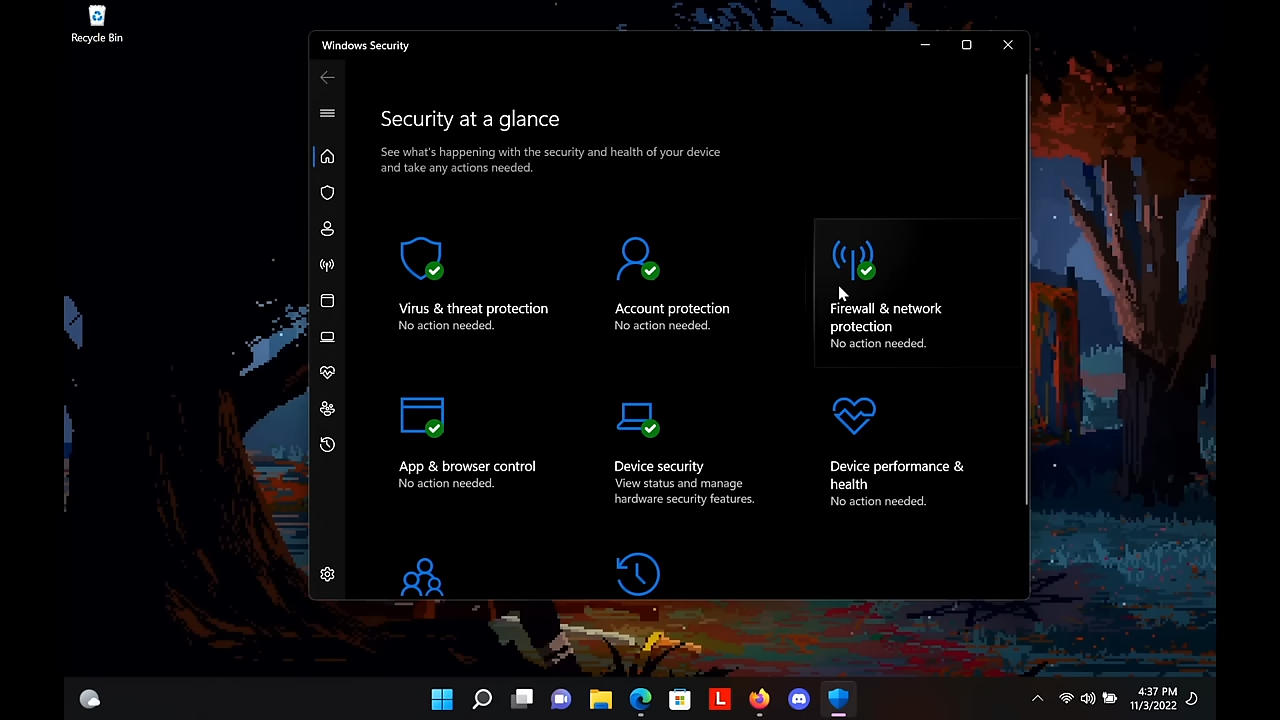 Recycle Bin
Windows Security
Security at a glance
See what's happening with the security and health of your device
and take any actions needed.
Virus & threat protection
No action needed.
Account protection
No action needed.
Firewall & network
protection
No action needed.
App & browser control
No action needed.
Device security
View status and manage
hardware security features.
Device performance &
health
No action needed.
L
4:37 PM
11/3/2022